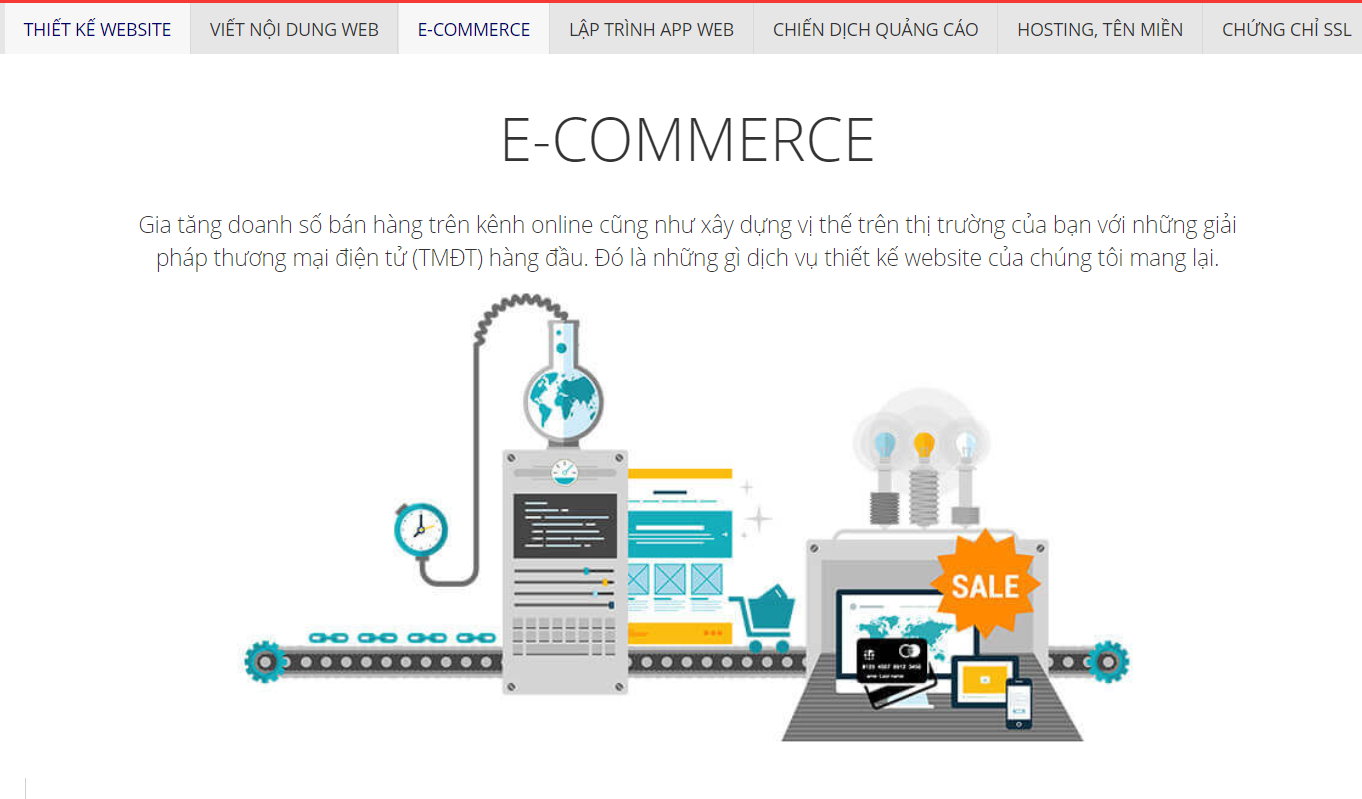 THIẾT KẾ WEBSITE
VIẾT NỘI DUNG WEB
E-COMMERCE
LẬP TRÌNH APP WEB
CHIẾN DỊCH QUẢNG CÁO
HOSTING, TÊN MIỀN
CHỨNG CHỈ SSL
E-COMMERCE
Gia tăng doanh số bán hàng trên kênh online cũng như xây dựng vị thế trên thị trường của bạn với những giải
pháp thương mại điện tử (TMĐT) hàng đầu. Đó là những gì dịch vụ thiết kế website của chúng tôi mang lại.
SALE